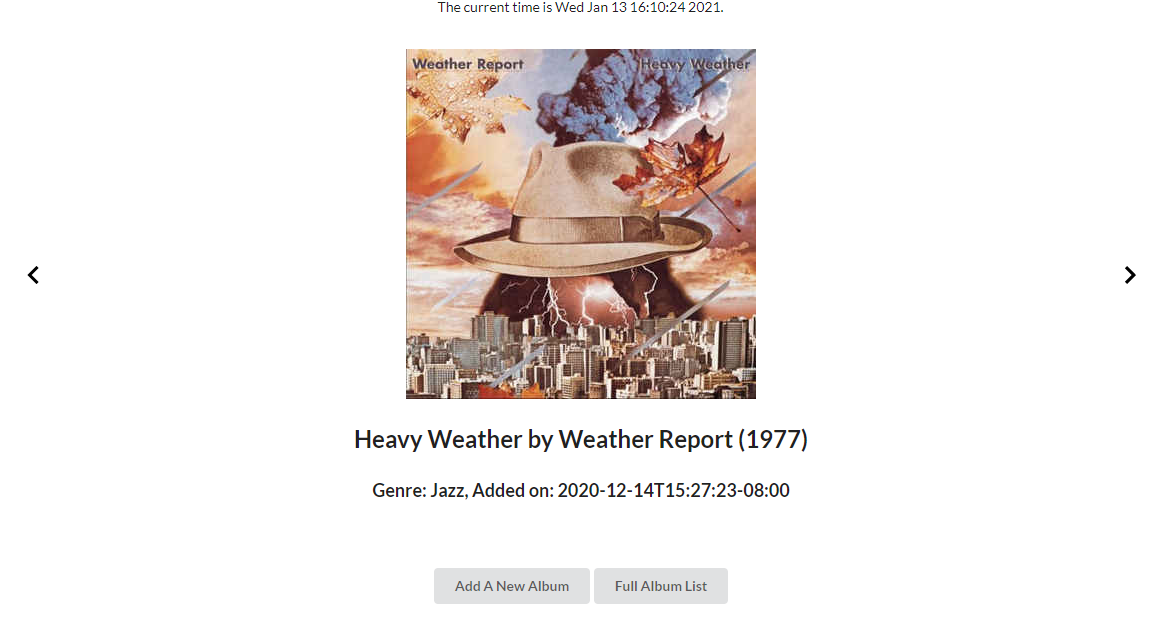 The current time is Wed Jan 13 16:10:24 2021.
Weather Report
Heavy Weather
Heavy Weather by Weather Report (1977)
Genre: Jazz, Added on: 2020-12-14T15:27:23-08:00
Add A New Album
Full Album List